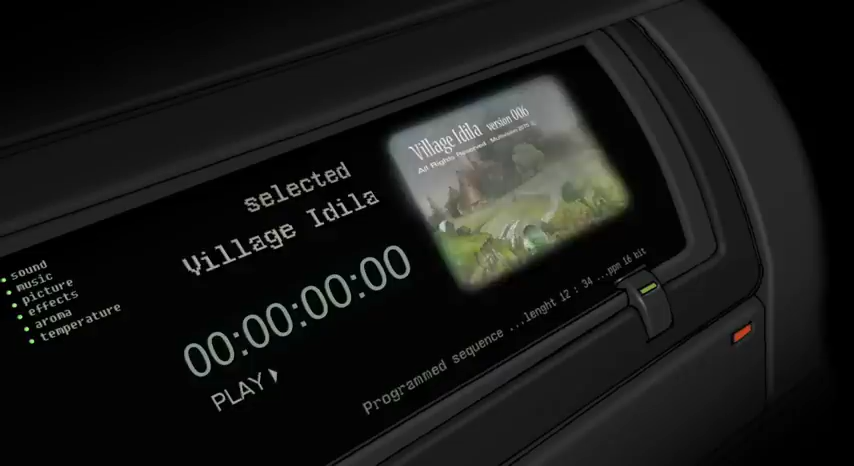 sound
music
picture
effects
aroma
temperature
selected
Village Idila
00:00:00:00
PLAY
Village Idila version 006
All Rights Reserved
Programmed sequence ...lenght 12 : 34 ...ppm 16 bit